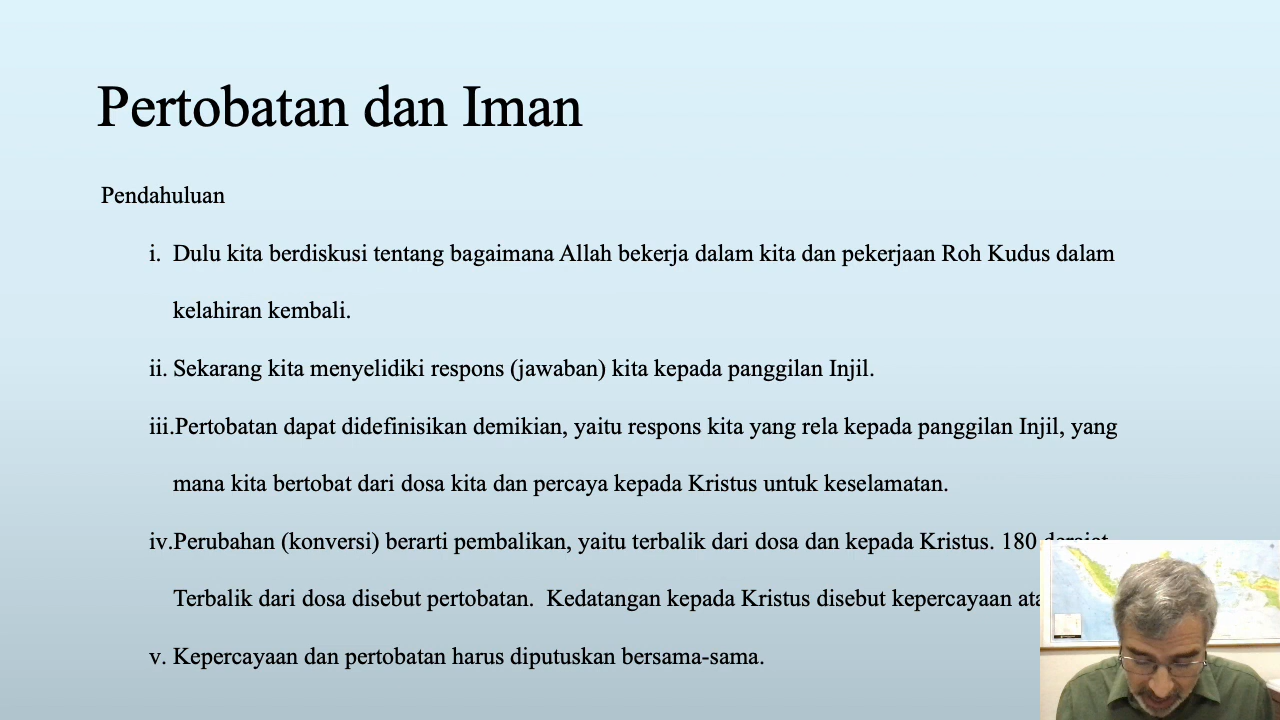 Pertobatan dan Iman
Pendahuluan
i. Dulu kita berdiskusi tentang bagaimana Allah bekerja dalam kita dan pekerjaan Roh Kudus dalam
kelahiran kembali.
ii. Sekarang kita menyelidiki respons (jawaban) kita kepada panggilan Injil.
iii.Pertobatan dapat didefinisikan demikian, yaitu respons kita yang rela kepada panggilan Injil, yang
mana kita bertobat dari dosa kita dan percaya kepada Kristus untuk keselamatan.
iv.Perubahan (konversi) berarti pembalikan, yaitu terbalik dari dosa dan kepada Kristus. 180
Terbalik dari dosa disebut pertobatan. Kedatangan kepada Kristus disebut kepercayaan
v. Kepercayaan dan pertobatan harus diputuskan bersama-sama.